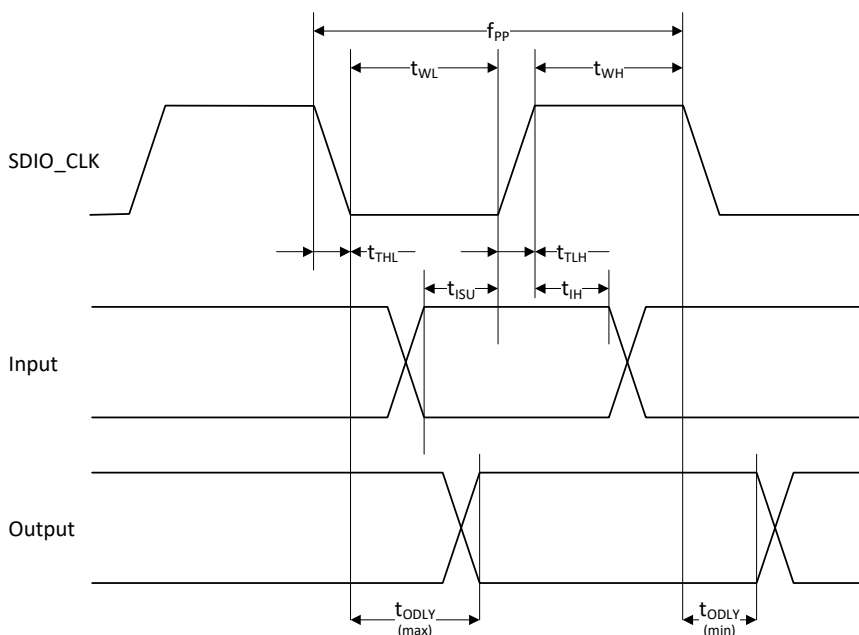 fPP
tWL
tWH
SDIO_CLK
tTHL
tTLH
tISU
tIH
Input
Output
tODLY
(max)
tODLY
(min)